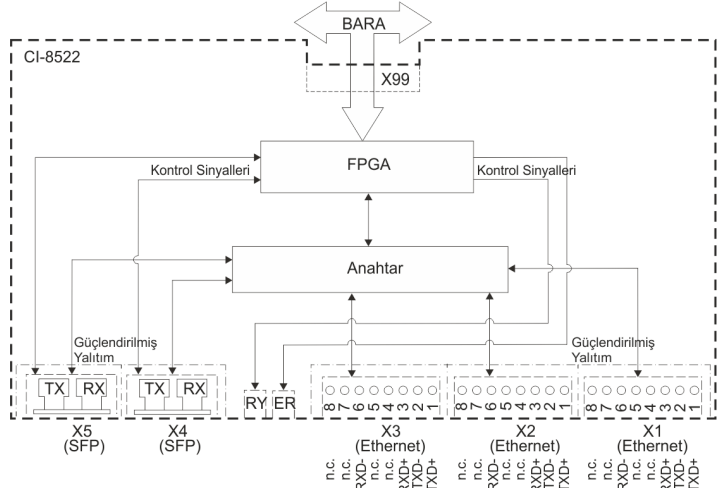 BARA
CI-8522
X99
FPGA
Kontrol Sinyalleri
Kontrol Sinyalleri
Anahtar
Güçlendirilmiş
Yalıtım
Güçlendirilmiş
Yalıtım
TX RX
TX RX
RY ER
8 7 6 5 4 3 2 1
8 7 6 5 4 3 2 1
8 7 6 5 4 3 2 1
X5
(SFP)
X4
(SFP)
X3
(Ethernet)
X2
(Ethernet)
X1
(Ethernet)
n.c.
n.c.
RXD-
n.c.
n.c.
RXD+
TXD-
TXD+
n.c.
n.c.
RXD-
n.c.
n.c.
RXD+
TXD-
TXD+
n.c.
n.c.
RXD-
n.c.
n.c.
RXD+
TXD-
TXD+